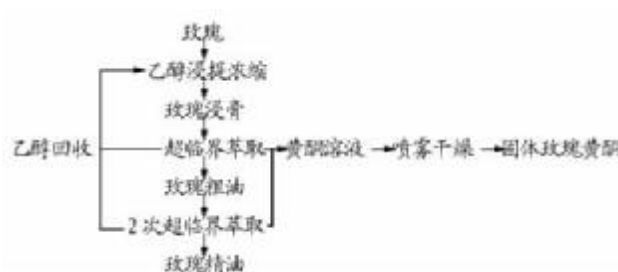 玫瑰
乙醇浸提浓缩
玫瑰浸膏
乙醇回收 超临界萃取 黄酮溶液 喷雾干燥 固体玫瑰黄酮
玫瑰粗油
2次超临界萃取
玫瑰精油